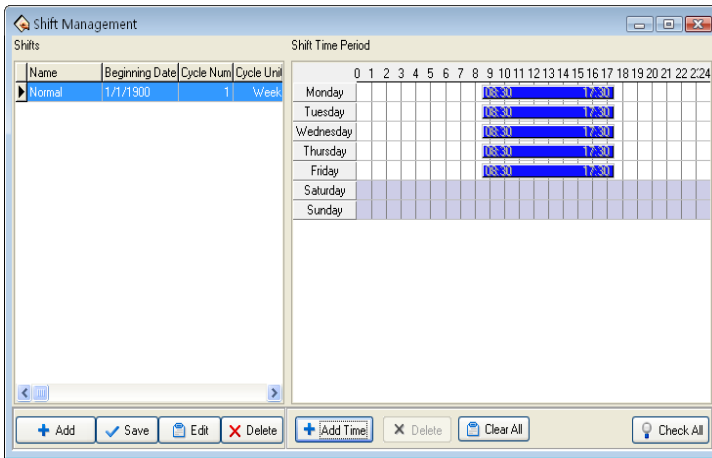 Shift Management
Shifts
Shift Time Period
Name Beginning Date Cycle Num Cycle Unit
Normal 1/1/1900 1 Week
0 1 2 3 4 5 6 7 8 9 10 11 12 13 14 15 16 17 18 19 20 21 22 2324
Monday 08:30 17:30
Tuesday 08:30 17:30
Wednesday 08:30 17:30
Thursday 08:30 17:30
Friday 08:30 17:30
Saturday
Sunday
Add Save Edit Delete
Add Time Delete Clear All Check All